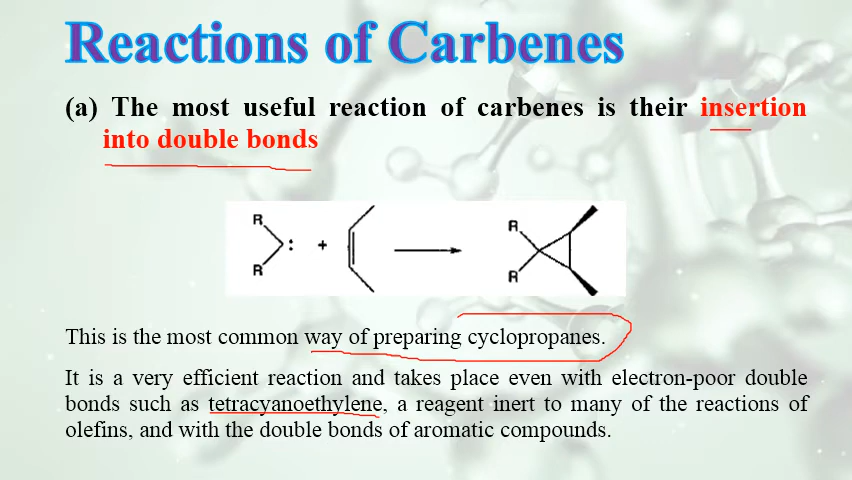 Reactions of Carbenes
(a) The most useful reaction of carbenes is their insertion
into double bonds
R
R
:
+
R
R
This is the most common way of preparing cyclopropanes.
It is a very efficient reaction and takes place even with electron-poor double
bonds such as tetracyanoethylene, a reagent inert to many of the reactions of
olefins, and with the double bonds of aromatic compounds.